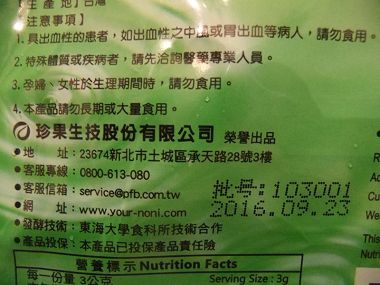 【生 產 地】台灣
【注意事項】
1.具出血性的患者，如出血性之中風或胃出血等病人，請勿食用。
2.特殊體質或疾病者，請先洽詢醫藥專業人員。
3.孕婦、女性於生理期間時，請勿食用。
4.本產品請勿長期或大量食用。
珍果生技股份有限公司 榮譽出品
•地 址：23674新北市土城區承天路28號3樓
•客服專線：0800-613-080
•客服信箱：service@pfb.com.tw
•網 址：www.your-noni.com
•發酵技術：東海大學食科所技術合作
•產品投保：本產品已投保產品責任險
批号:103001
2016.09.23
營養標示 Nutrition Facts
每一份量 3公克 Serving Size: 3g
This
Nutri